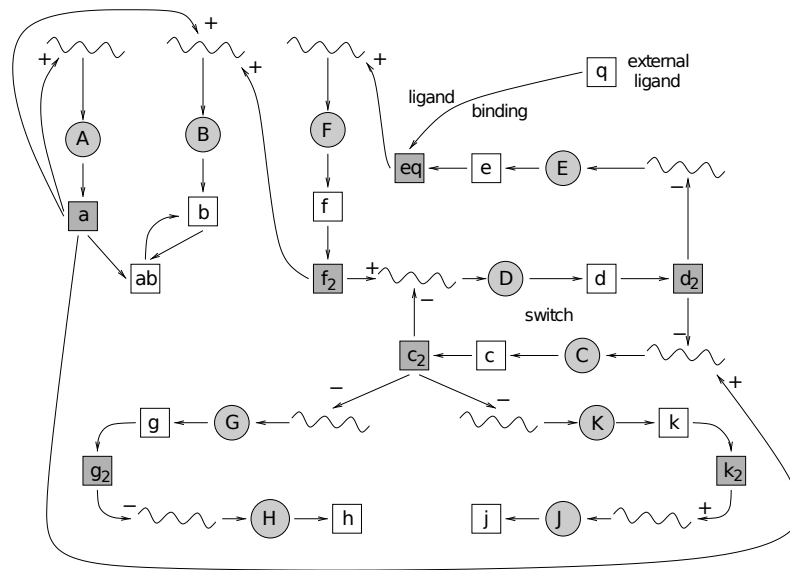 +
+
+
+
q
external
ligand
ligand
binding
A
B
F
eq
e
E
−
a
b
f
ab
f2
+
D
d
d2
−
switch
−
c2
c
C
+
−
−
g
G
K
k
g2
k2
−
+
H
h
j
J